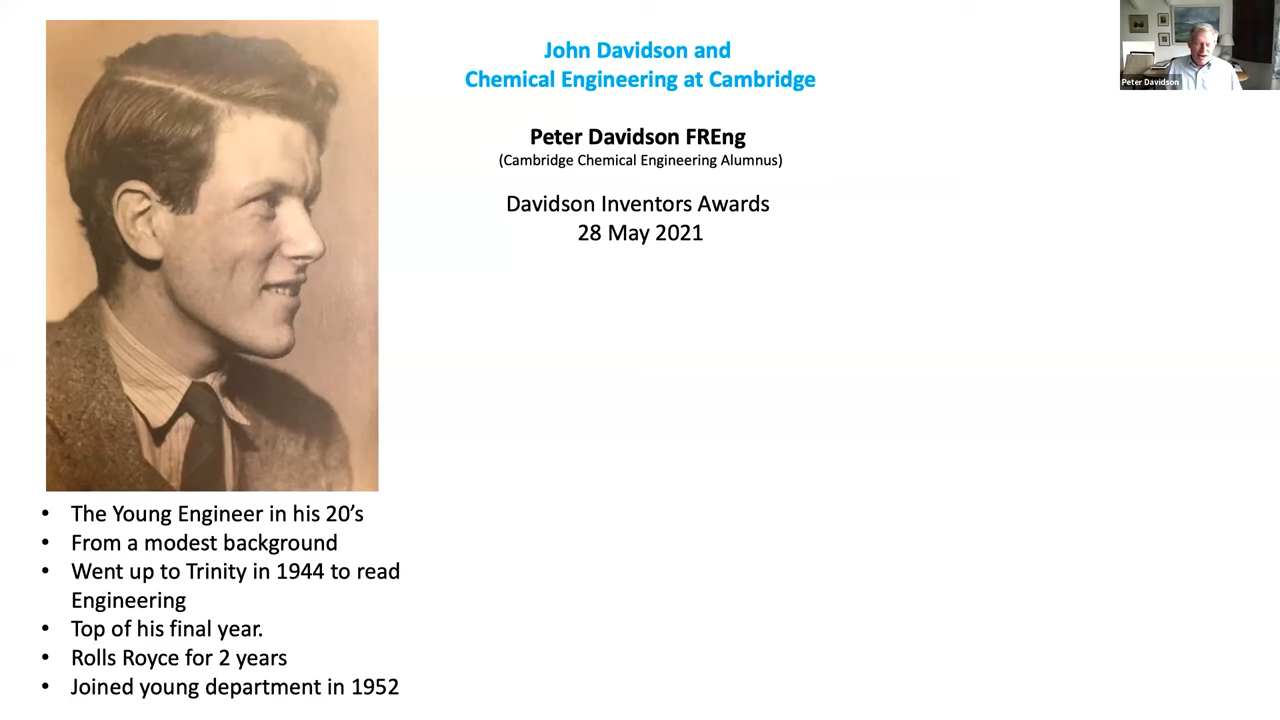 John Davidson and
Chemical Engineering at Cambridge
Peter Davidson FREng
(Cambridge Chemical Engineering Alumnus)
Davidson Inventors Awards
28 May 2021
Peter Davidson
• The Young Engineer in his 20’s
• From a modest background
• Went up to Trinity in 1944 to read
Engineering
• Top of his final year.
• Rolls Royce for 2 years
• Joined young department in 1952